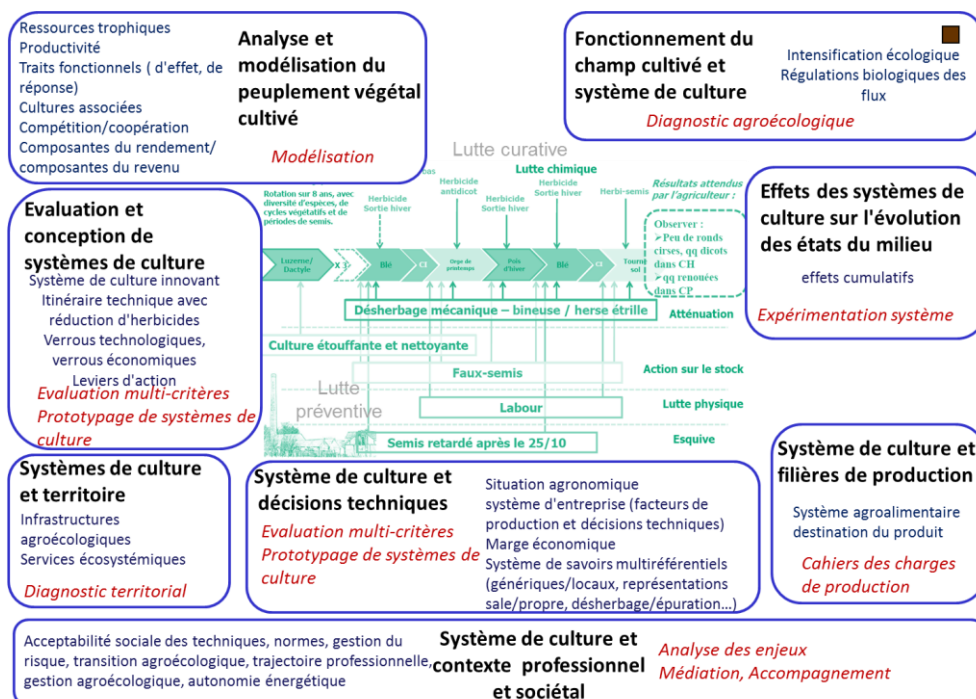 Ressources trophiques
Productivité
Traits fonctionnels ( d'effet, de
réponse)
Cultures associées
Compétition/coopération
Composantes du rendement/
composantes du revenu
Analyse et
modélisation du
peuplement végétal
cultivé
Modélisation
Fonctionnement du
champ cultivé et
système de culture
Intensification écologique
Régulations biologiques des
flux
Diagnostic agroécologique
Lutte curative
Lutte chimique
Rotation sur 8 ans, avec
diversité d'espèces, de
cycles végétatifs et de
périodes de semis.
Herbicide
Sortie hiver
Herbicide
antidicot
Herbicide
Sortie hiver
Herbicide
Sortie hiver
Herbi-semis
Résultats attendus
par l'agriculteur :
Observer :
➢Peu de ronds
cirses, qq dicots
dans CH
➢ qq renouées
dans CP
Luzerne/
Dactyle
X 3
Blé
CI
Orge de
printemps
Pois
d'hiver
Blé
CI
Tourne
sol
Désherbage mécanique – bineuse / herse étrille
Atténuation
Culture étouffante et nettoyante
Faux-semis
Action sur le stock
Lutte
préventive
Labour
Lutte physique
Semis retardé après le 25/10
Esquive
Evaluation et
conception de
systèmes de culture
Système de culture innovant
Itinéraire technique avec
réduction d'herbicides
Verrous technologiques,
verrous économiques
Leviers d'action
Evaluation multi-critères
Prototypage de systèmes de
culture
Effets des systèmes de
culture sur l'évolution
des états du milieu
effets cumulatifs
Expérimentation système
Systèmes de culture
et territoire
Infrastructures
agroécologiques
Services écosystémiques
Diagnostic territorial
Système de culture et
décisions techniques
Evaluation multi-critères
Prototypage de systèmes de
culture
Situation agronomique
système d'entreprise (facteurs de
production et décisions techniques)
Marge économique
Système de savoirs multiréférentiels
(génériques/locaux, représentations
sale/propre, désherbage/épuration...)
Système de culture et
filières de production
Système agroalimentaire
destination du produit
Cahiers des charges
de production
Acceptabilité sociale des techniques, normes, gestion du
risque, transition agroécologique, trajectoire professionnelle,
gestion agroécologique, autonomie énergétique
Système de culture et
contexte professionnel
et sociétal
Analyse des enjeux
Médiation, Accompagnement